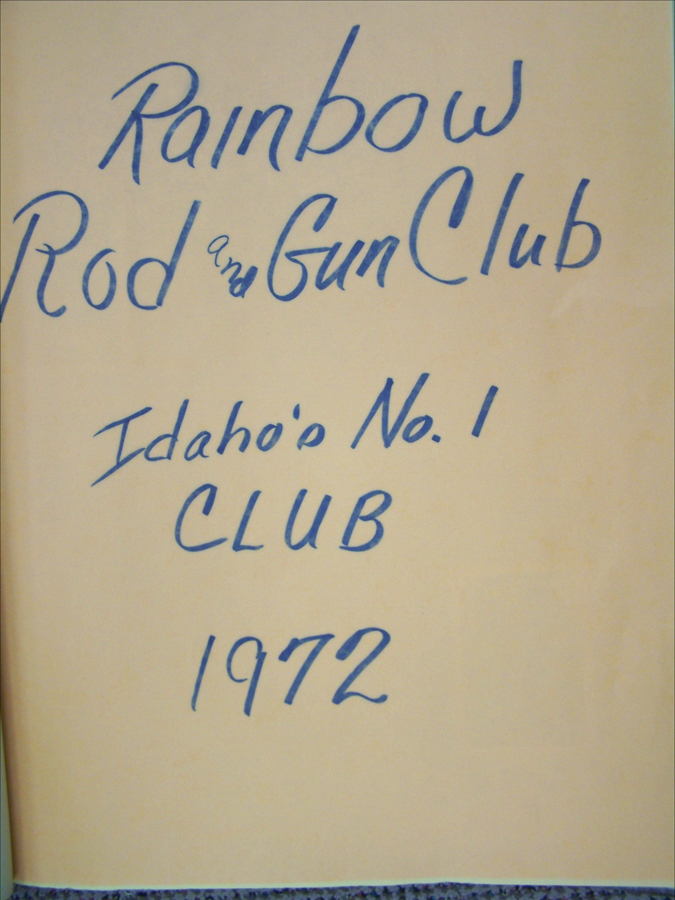 Rainbow
Rod and Gun Club
Idaho's No. 1
CLUB
1972